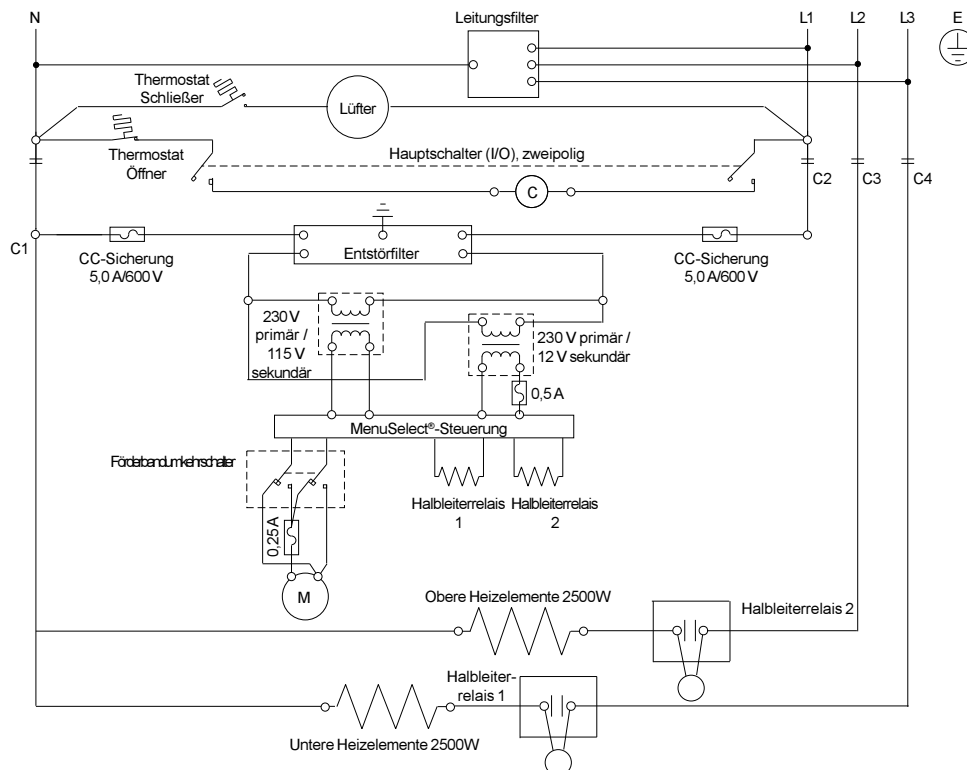 N
Leitungsfilter
L1
L2
L3
E
Thermostat
Schließer
Lüfter
Thermostat
Öffner
Hauptschalter (I/O), zweipolig
C
C2
C3
C4
C1
CC-Sicherung
5,0 A/600 V
Entstörfilter
CC-Sicherung
5,0 A/600 V
230 V
primär /
115 V
sekundär
230 V primär /
12 V sekundär
0,5 A
MenuSelect®-Steuerung
Förderbandumkehrschalter
Halbleiterrelais
1
Halbleiterrelais
2
0,25 A
M
Obere Heizelemente 2500W
Halbleiterrelais 2
Halbleiter-
relais 1
Untere Heizelemente 2500W